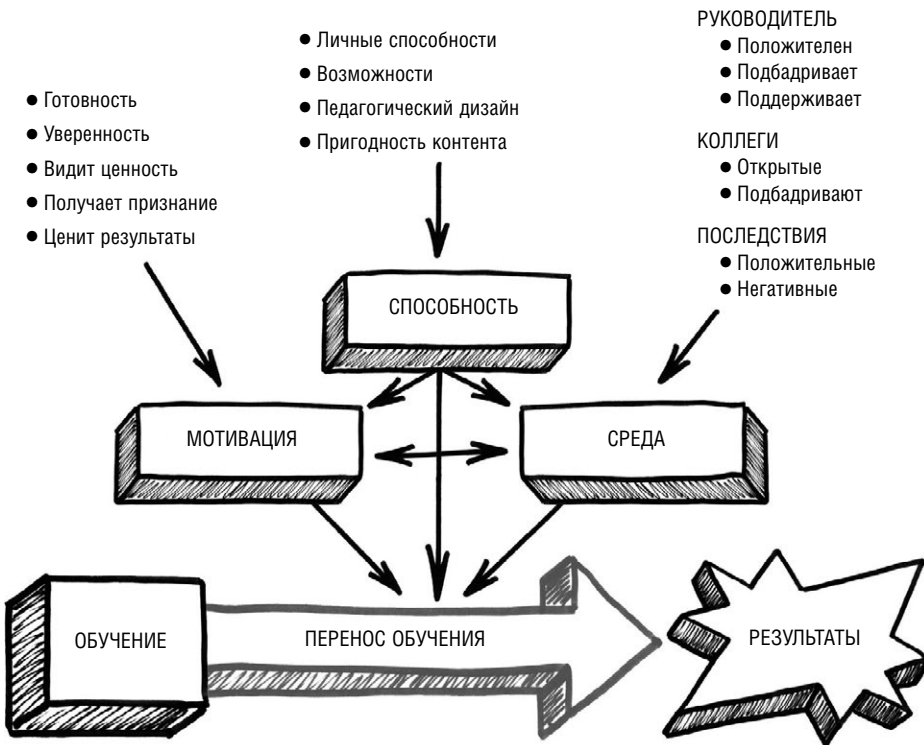 ● Готовность
● Уверенность
● Видит ценность
● Получает признание
● Ценит результаты
● Личные способности
● Возможности
● Педагогический дизайн
● Пригодность контента
РУКОВОДИТЕЛЬ
● Положителен
● Подбадривает
● Поддерживает
КОЛЛЕГИ
● Открытые
● Подбадривают
ПОСЛЕДСТВИЯ
● Положительные
● Негативные
СПОСОБНОСТЬ
МОТИВАЦИЯ
СРЕДА
ОБУЧЕНИЕ
ПЕРЕНОС ОБУЧЕНИЯ
РЕЗУЛЬТАТЫ